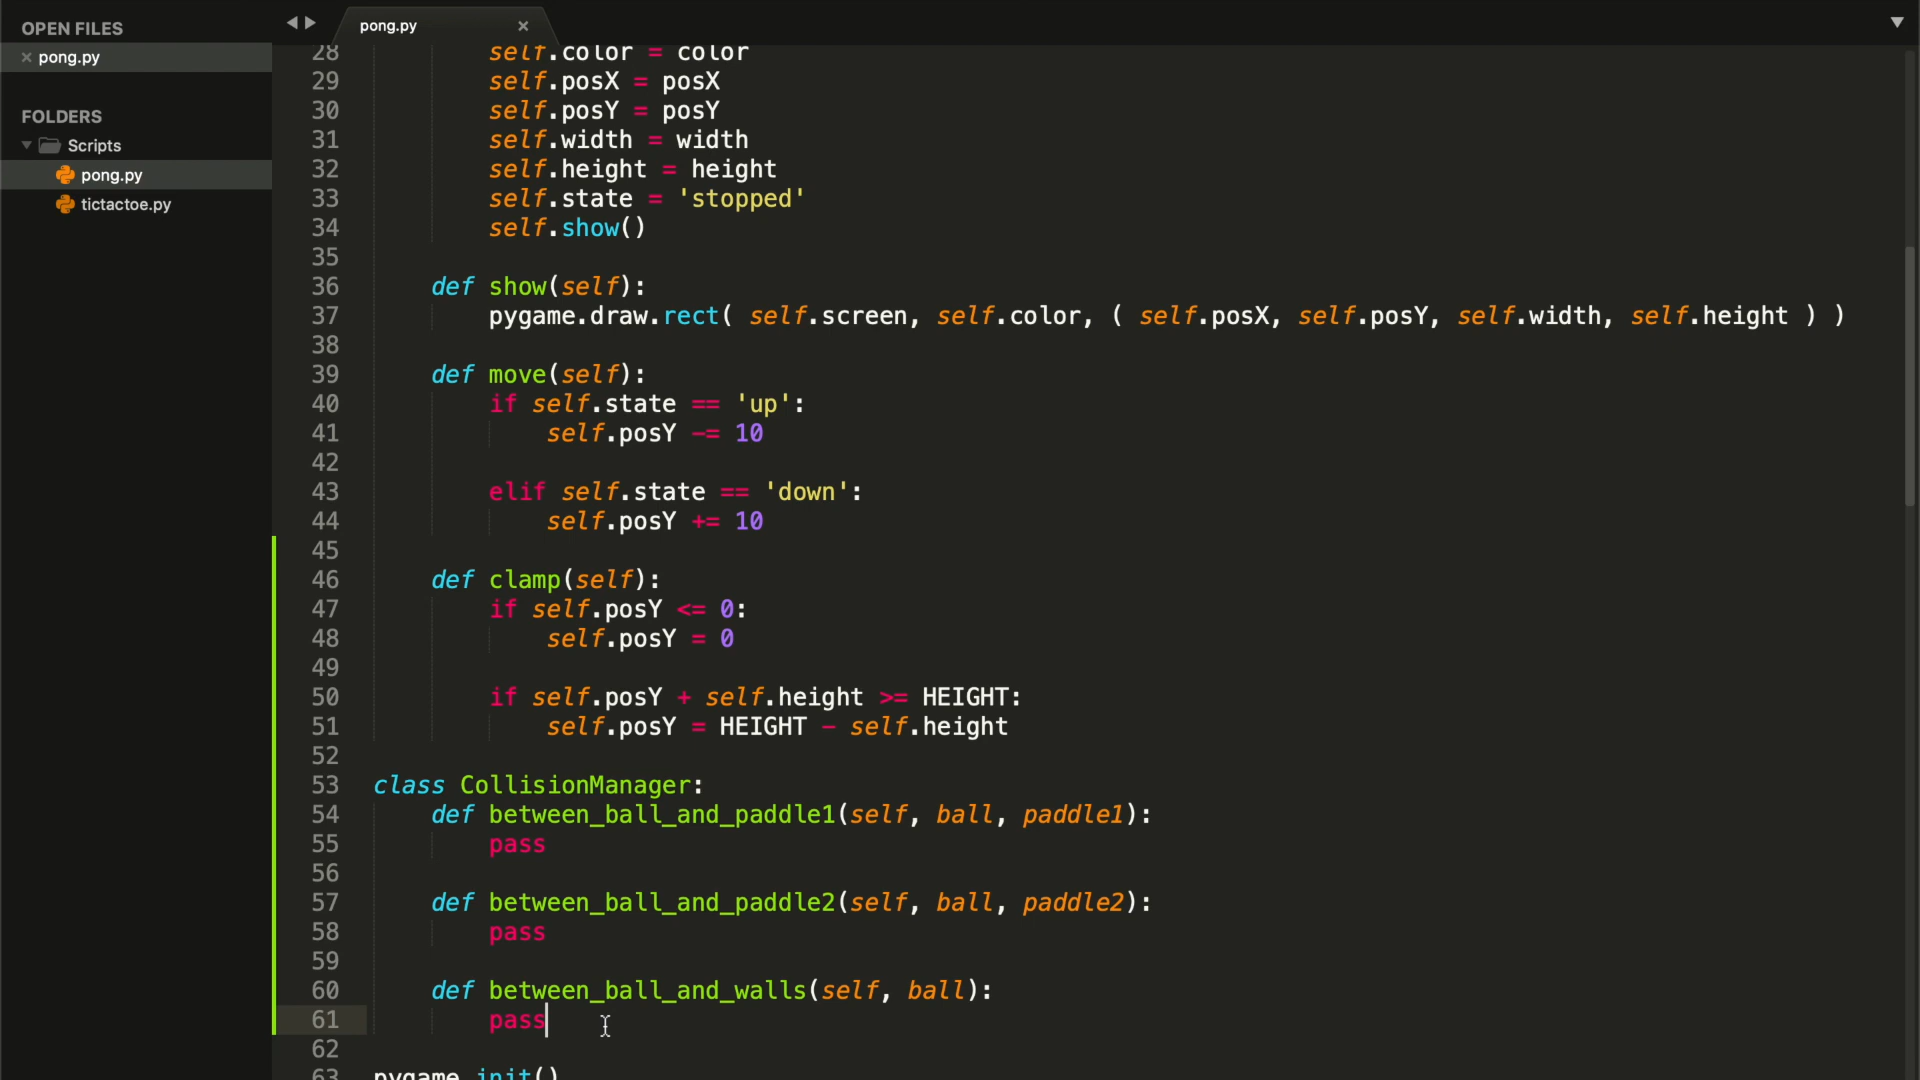 OPEN FILES
pong.py
FOLDERS
Scripts
pong.py
tictactoe.py
pong.py
28 self.color = color
29 self.posX = posX
30 self.posY = posY
31 self.width = width
32 self.height = height
33 self.state = 'stopped'
34 self.show()
35
36 def show(self):
37 pygame.draw.rect( self.screen, self.color, ( self.posX, self.posY, self.width, self.height ) )
38
39 def move(self):
40 if self.state == 'up':
41 self.posY -= 10
42
43 elif self.state == 'down':
44 self.posY += 10
45
46 def clamp(self):
47 if self.posY <= 0:
48 self.posY = 0
49
50 if self.posY + self.height >= HEIGHT:
51 self.posY = HEIGHT - self.height
52
53 class CollisionManager:
54 def between_ball_and_paddle1(self, ball, paddle1):
55 pass
56
57 def between_ball_and_paddle2(self, ball, paddle2):
58 pass
59
60 def between_ball_and_walls(self, ball):
61 pass
62
63 pygame.init()